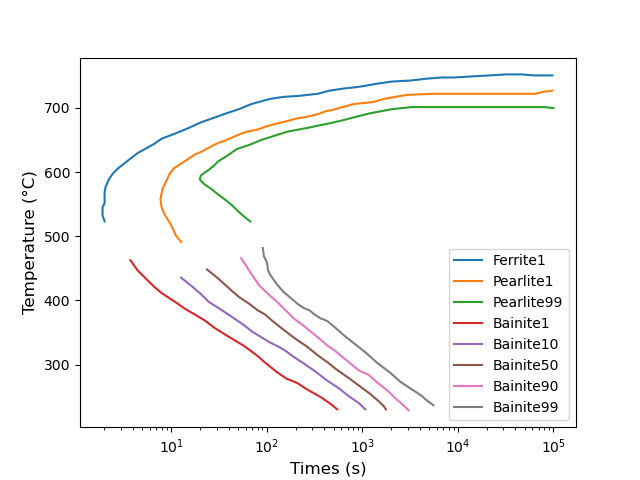 700
600
500
400
300
Temperature (°C)
10¹
10²
10³
10⁴
10⁵
Times (s)
Ferrite1
Pearlite1
Pearlite99
Bainite1
Bainite10
Bainite50
Bainite90
Bainite99